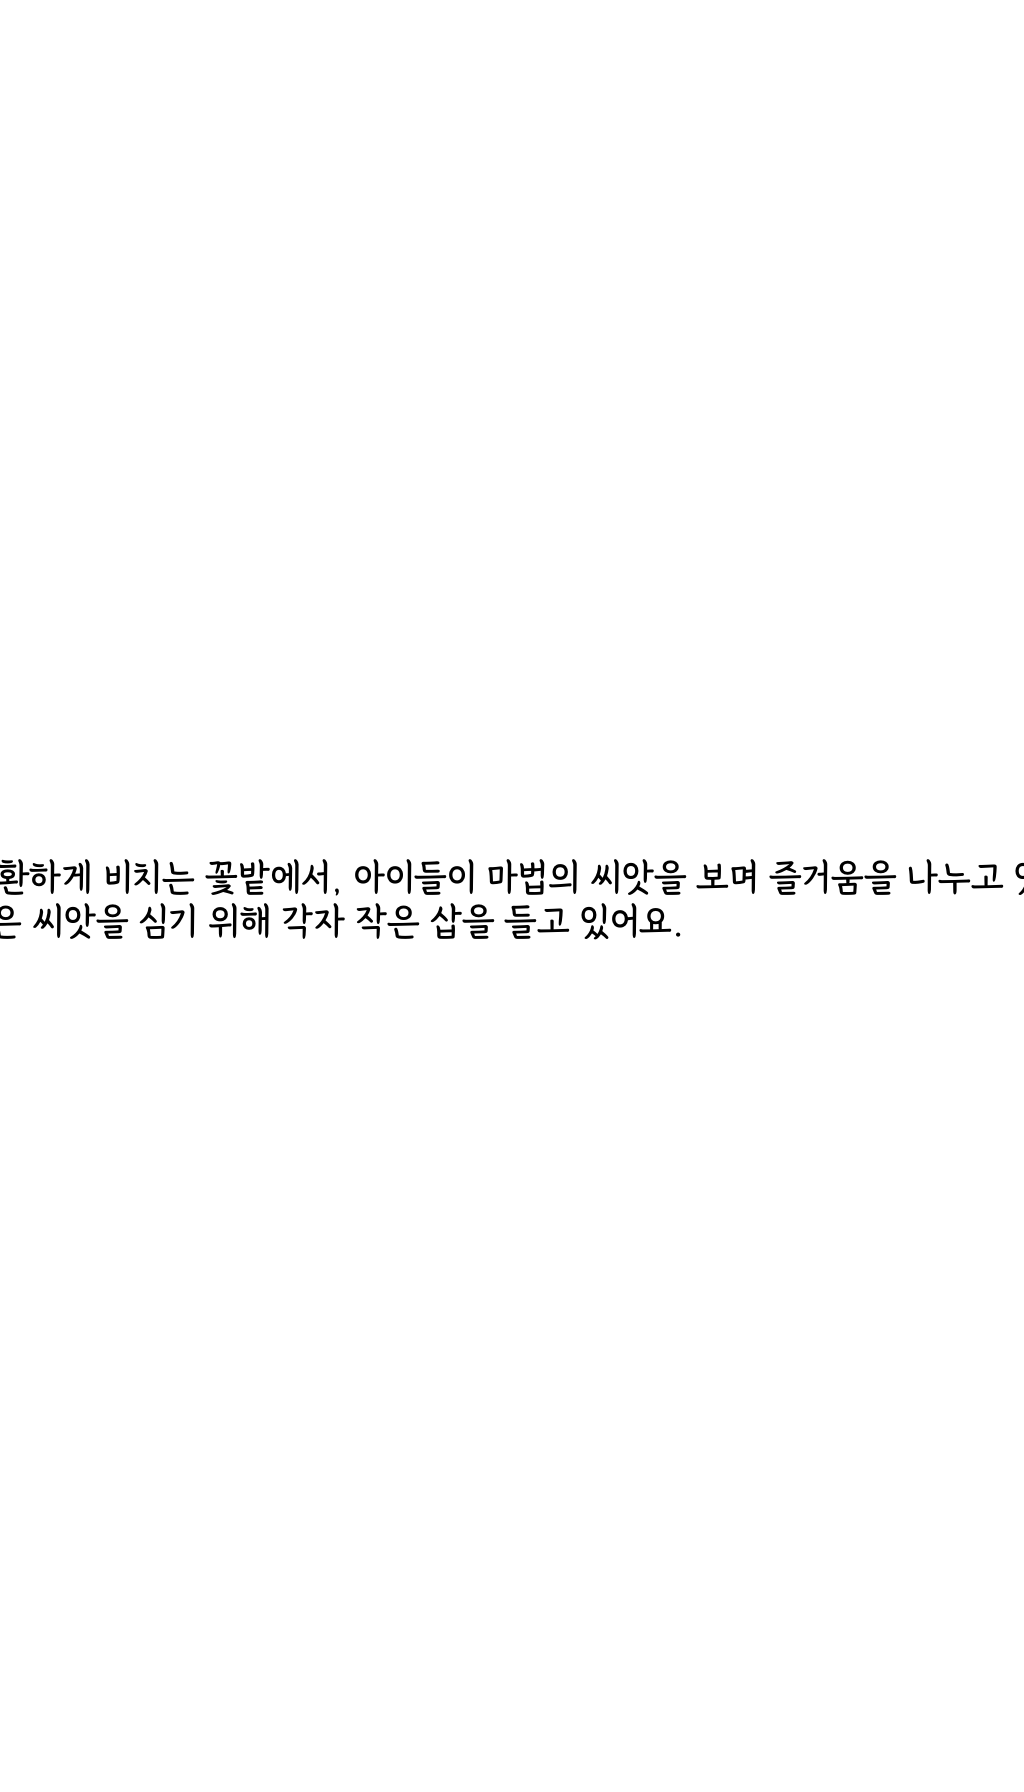 환하게 비치는 꽃밭에서, 아이들이 마법의 씨앗을 보며 즐거움을 나누고
은 씨앗을 심기 위해 각자 작은 삽을 들고 있어요.